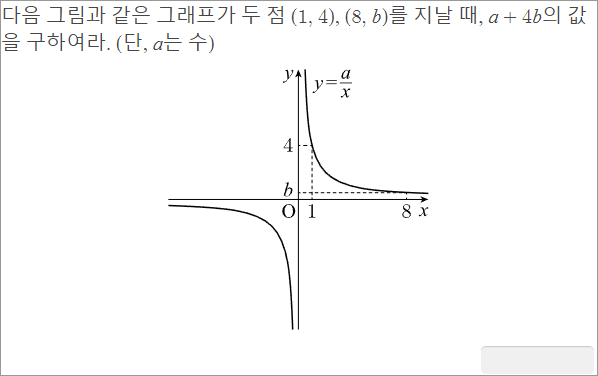 다음 그림과 같은 그래프가 두 점 (1, 4), (8, b)를 지날 때, a + 4b의 값
을 구하여라. (단, a는 수)
y
y=a/x
4
b
O 1 8 x